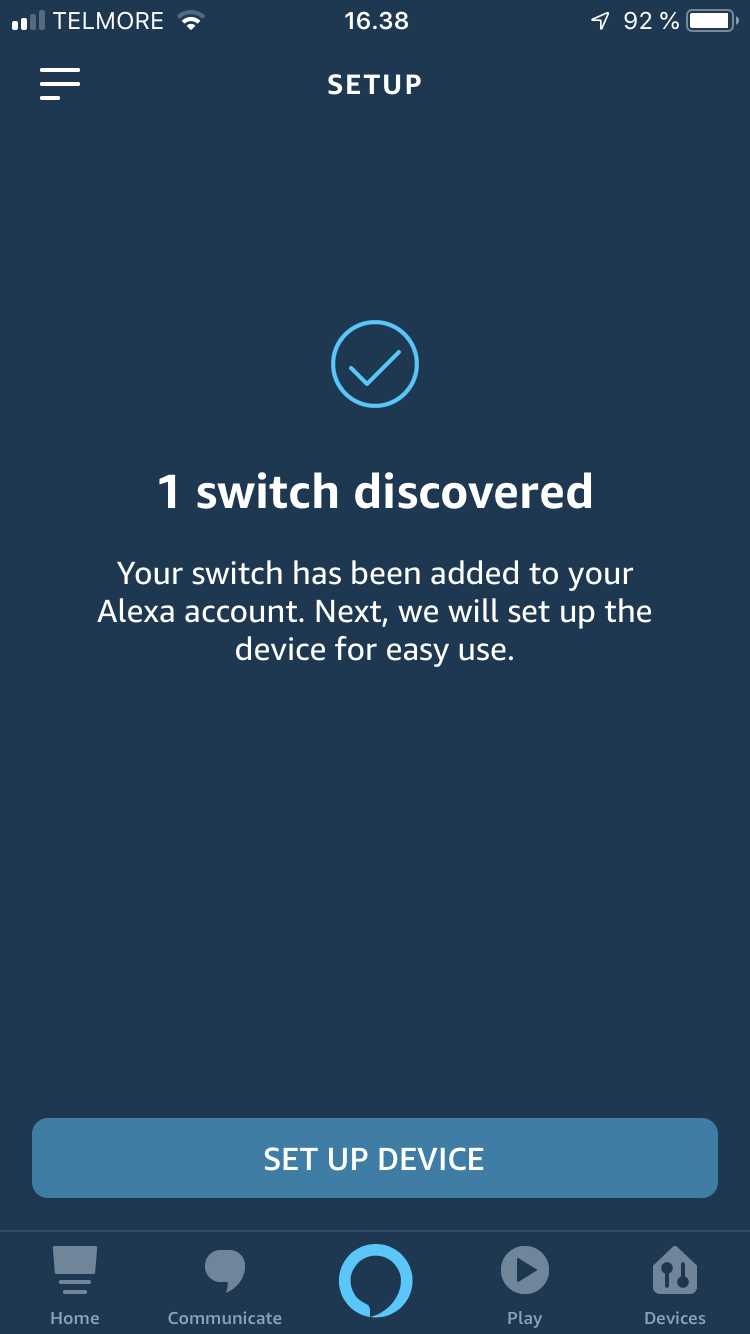 TELMORE 16.38 92 %
SETUP
1 switch discovered
Your switch has been added to your
Alexa account. Next, we will set up the
device for easy use.
SET UP DEVICE
Home Communicate Play Devices